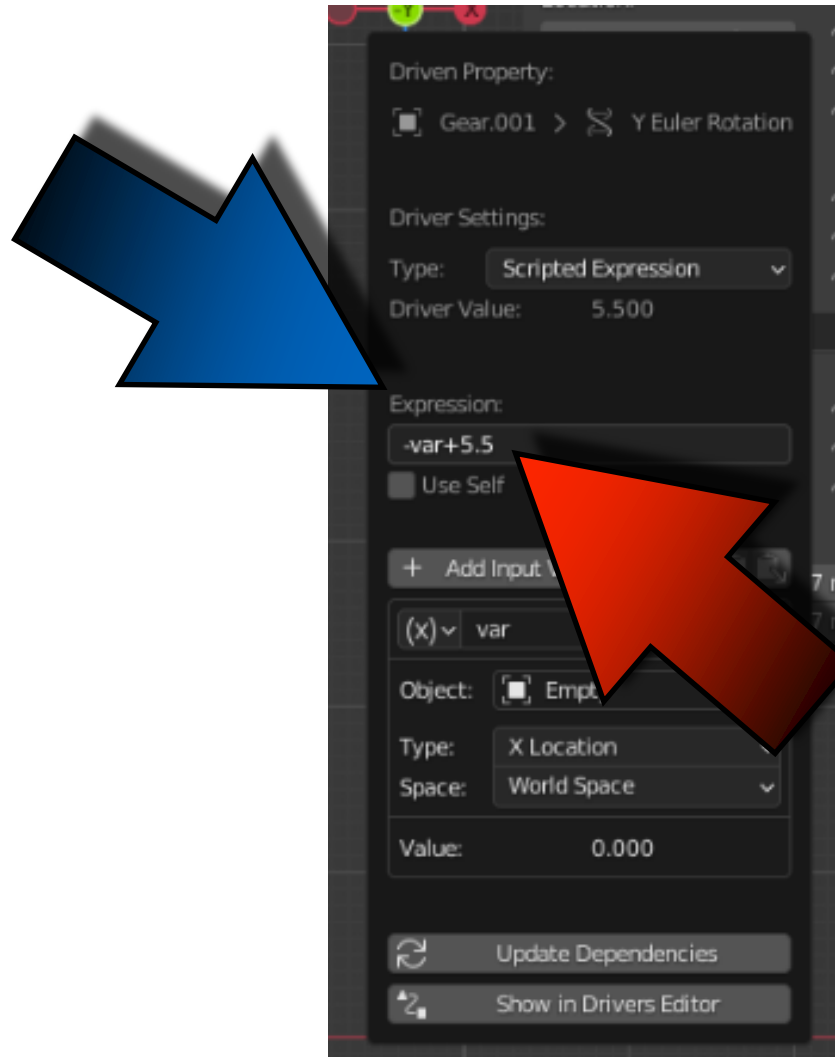 -Y X
Driven Property:
Gear.001 > Y Euler Rotation
Driver Settings:
Type: Scripted Expression
Driver Value: 5.500
Expression:
-var+5.5
Use Self
+ Add Input
(x) var
Object:
Type: X Location
Space: World Space
Value: 0.000
Update Dependencies
Show in Drivers Editor